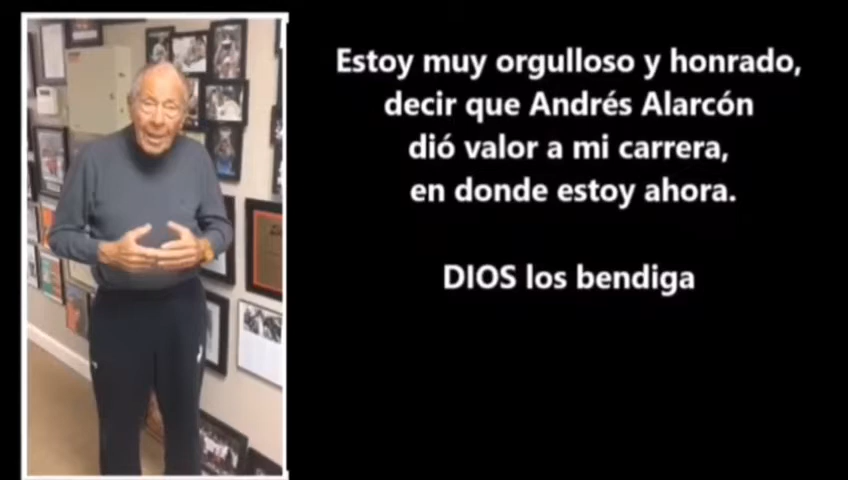 Estoy muy orgulloso y honrado,
decir que Andrés Alarcón
dió valor a mi carrera,
en donde estoy ahora.
DIOS los bendiga